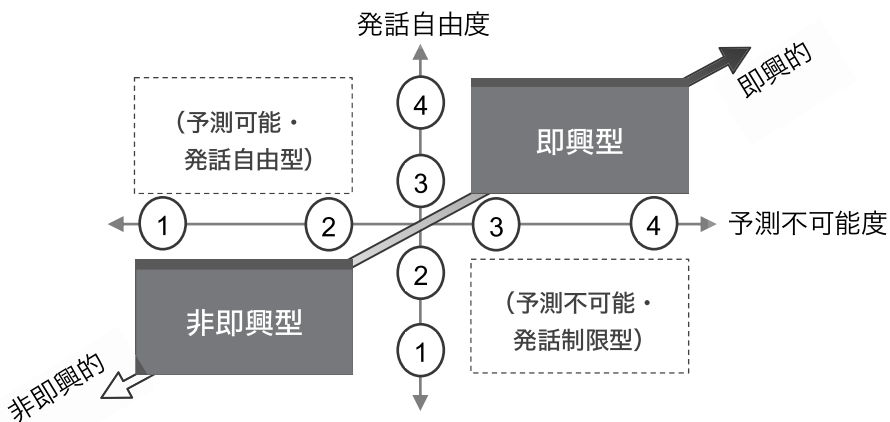 発話自由度
即興的
（予測可能・
発話自由型）
4
即興型
3
1
2
3
4
予測不可能度
2
非即興型
（予測不可能・
発話制限型）
1
非即興的